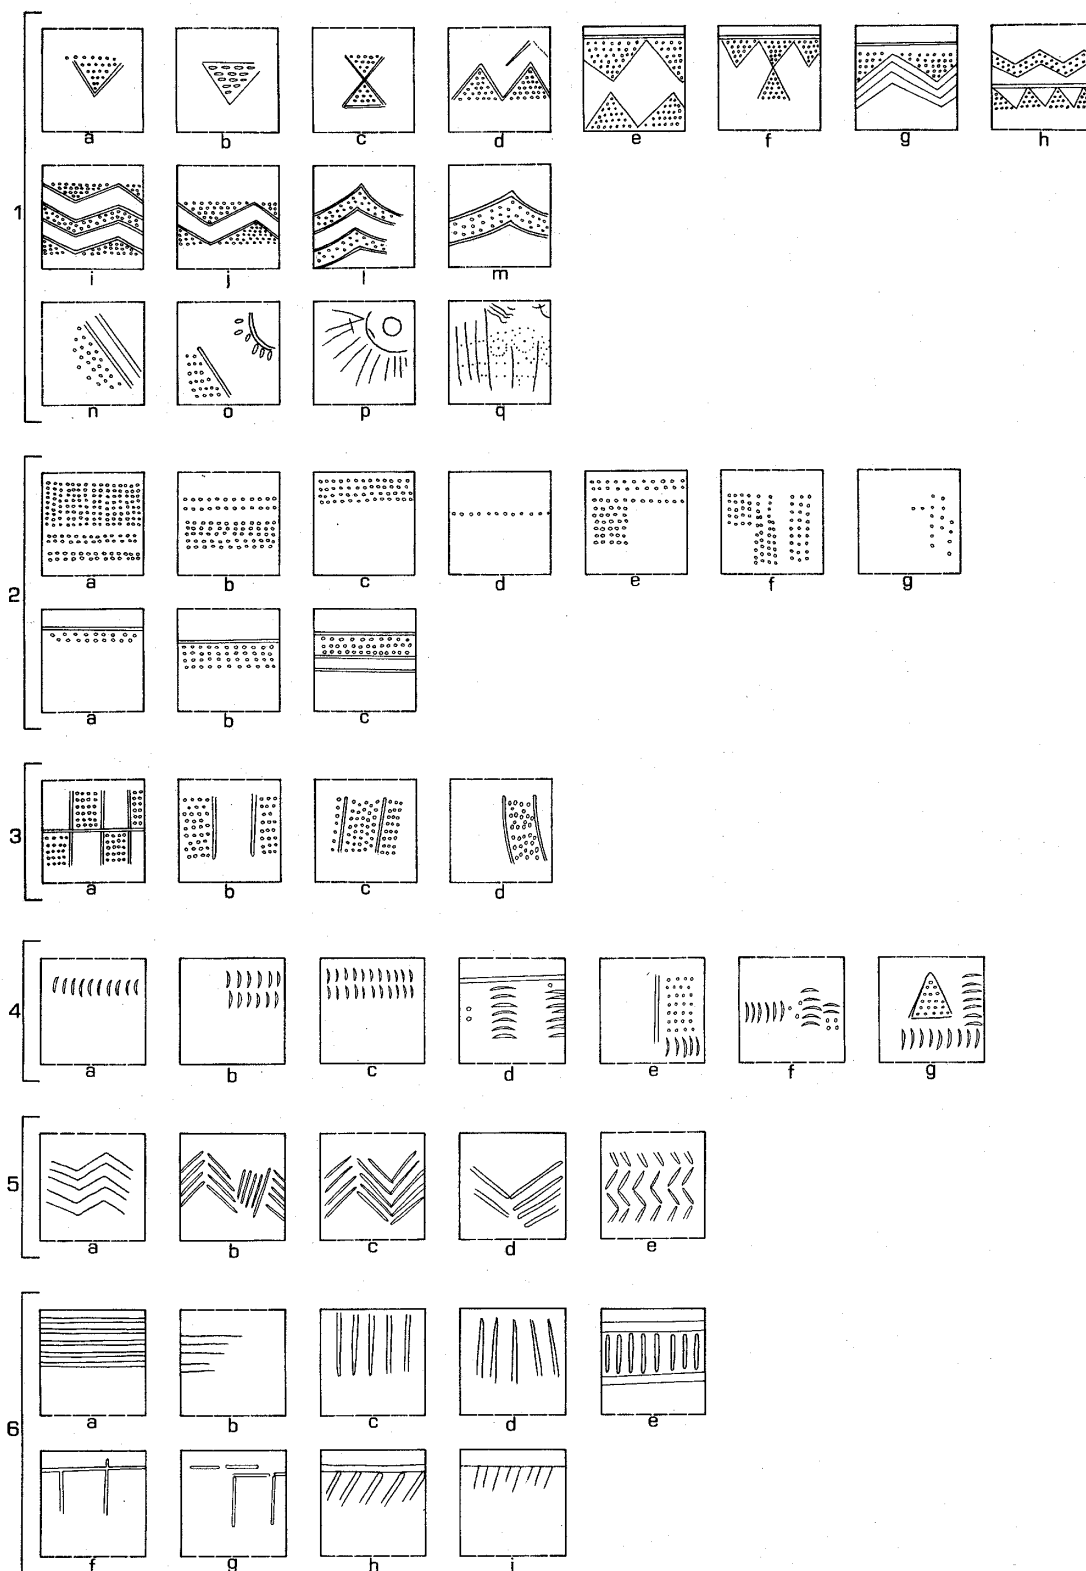 1
a b c d e f g h
i j l m
n o p q
2
a b c d e f g
a b c
3
a b c d
4
a b c d e f g
5
a b c d e
6
a b c d e
f g h i